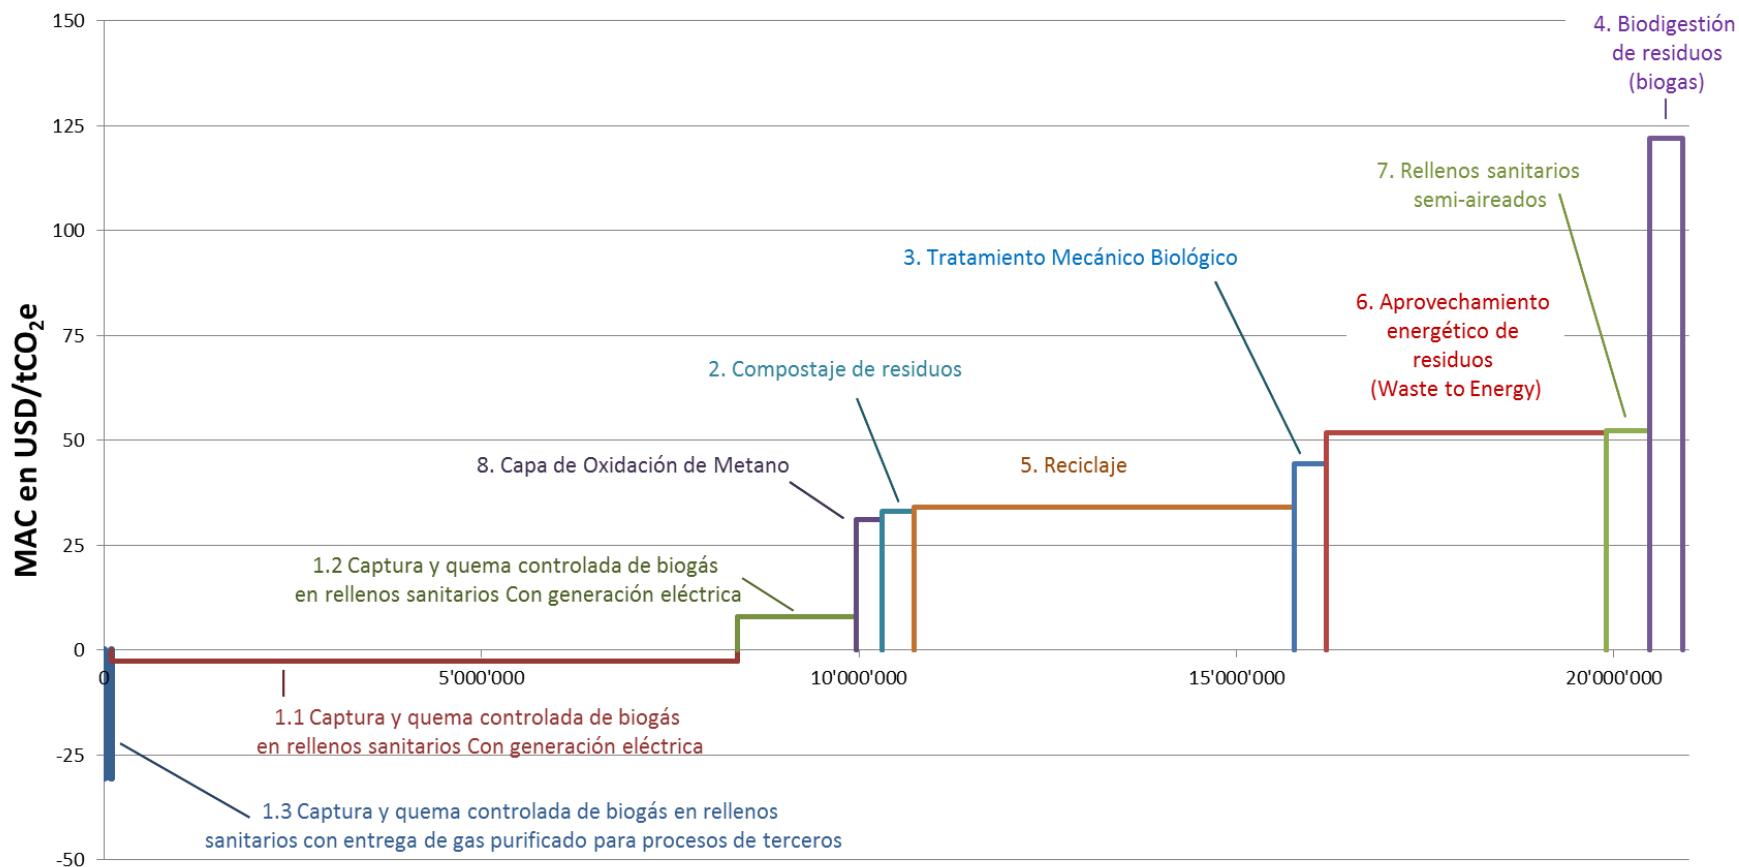 150
125
100
75
50
25
0
-25
-50
MAC en USD/tCO₂e
0
5'000'000
10'000'000
15'000'000
20'000'000
4. Biodigestión
de residuos
(biogas)
7. Rellenos sanitarios
semi-aireados
3. Tratamiento Mecánico Biológico
6. Aprovechamiento
energético de
residuos
(Waste to Energy)
2. Compostaje de residuos
8. Capa de Oxidación de Metano
5. Reciclaje
1.2 Captura y quema controlada de biogás
en rellenos sanitarios Con generación eléctrica
1.1 Captura y quema controlada de biogás
en rellenos sanitarios Con generación eléctrica
1.3 Captura y quema controlada de biogás en rellenos
sanitarios con entrega de gas purificado para procesos de terceros